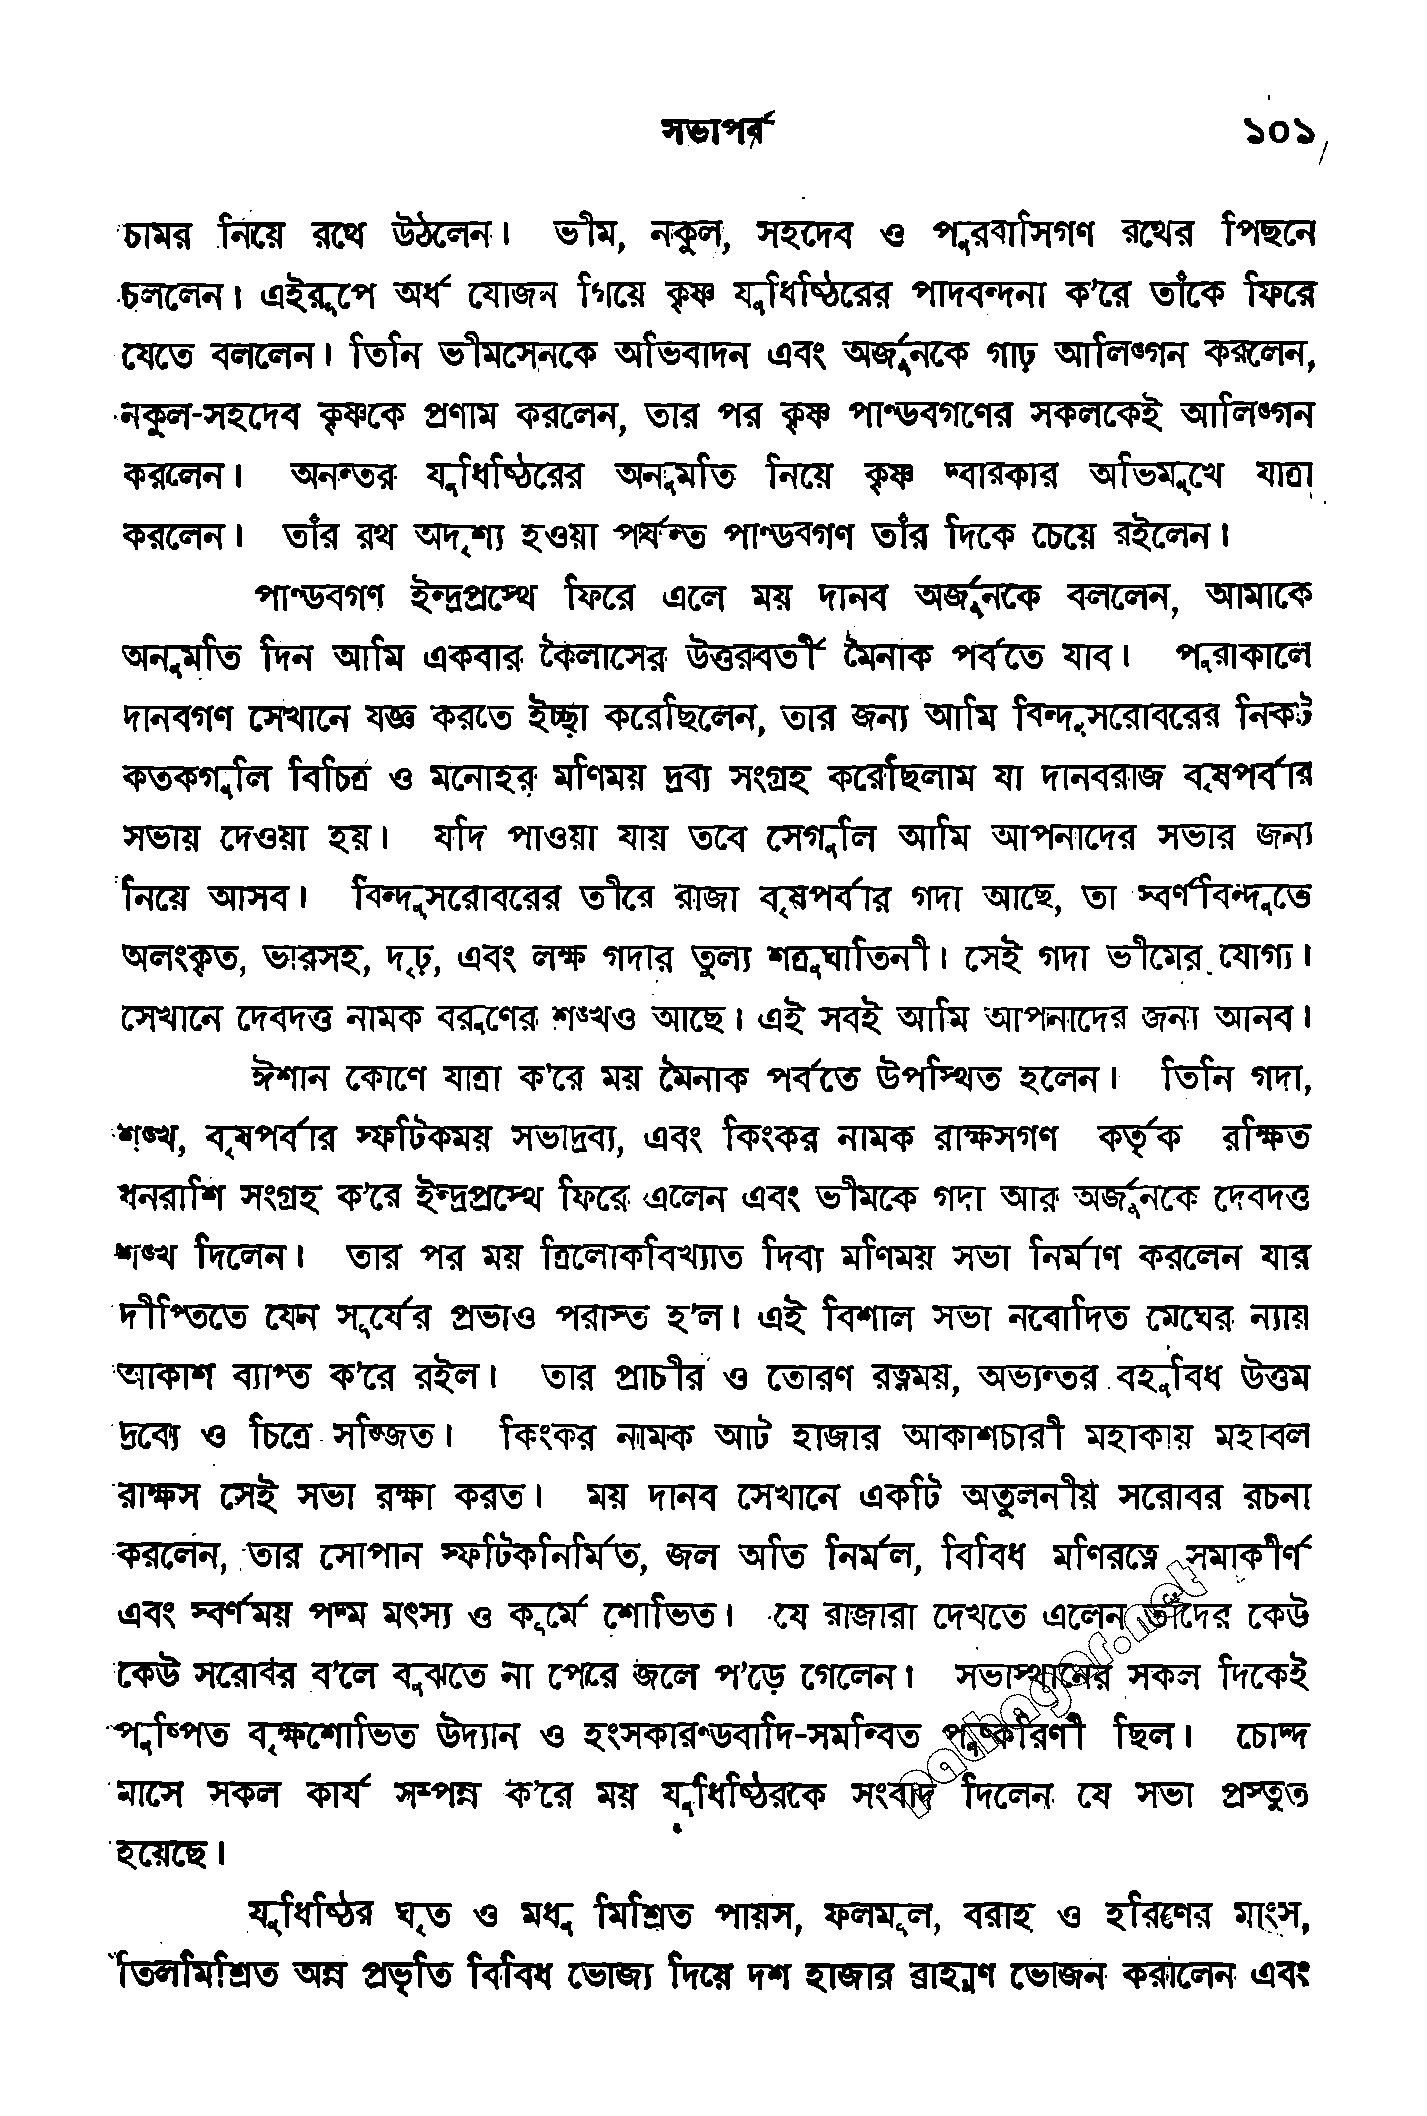 সভাপর্ব ১০১
চামর নিয়ে রথে উঠলেন। ভীম, নকুল, সহদেব ও পুরবাসিগণ রথের পিছনে
চললেন। এইরূপে অর্ধ যোজন গিয়ে কৃষ্ণ যুধিষ্ঠিরের পাদবন্দনা ক'রে তাঁকে ফিরে
যেতে বললেন। তিনি ভীমসেনকে অভিবাদন এবং অর্জুনকে গাঢ় আলিঙ্গন করলেন,
নকুল-সহদেব কৃষ্ণকে প্রণাম করলেন, তার পর কৃষ্ণ পাণ্ডবগণের সকলকেই আলিঙ্গন
করলেন। অনন্তর যুধিষ্ঠিরের অনুমতি নিয়ে কৃষ্ণ দ্বারকার অভিমুখে যাত্রা
করলেন। তাঁর রথ অদৃশ্য হওয়া পর্যন্ত পাণ্ডবগণ তাঁর দিকে চেয়ে রইলেন।
পাণ্ডবগণ ইন্দ্রপ্রস্থে ফিরে এলে ময় দানব অর্জুনকে বললেন, আমাকে
অনুমতি দিন আমি একবার কৈলাসের উত্তরবর্তী মৈনাক পর্বতে যাব। পুরাকালে
দানবগণ সেখানে যজ্ঞ করতে ইচ্ছা করেছিলেন, তার জন্য আমি বিন্দুসরোবরের নিকট
কতকগুলি বিচিত্র ও মনোহর মণিময় দ্রব্য সংগ্রহ করেছিলাম যা দানবরাজ বৃষপর্বার
সভায় দেওয়া হয়। যদি পাওয়া যায় তবে সেগুলি আমি আপনাদের সভার জন্য
নিয়ে আসব। বিন্দুসরোবরের তীরে রাজা বৃষপর্বার গদা আছে, তা স্বর্ণবিন্দুতে
অলংকৃত, ভারসহ, দৃঢ়, এবং লক্ষ গদার তুল্য শত্রুঘাতিনী। সেই গদা ভীমের যোগ্য।
সেখানে দেবদত্ত নামক বরুণের শঙ্খও আছে। এই সবই আমি আপনাদের জন্য আনব।
ঈশান কোণে যাত্রা ক'রে ময় মৈনাক পর্বতে উপস্থিত হলেন। তিনি গদা,
শঙ্খ, বৃষপর্বার স্ফটিকময় সভাদ্রব্য, এবং কিংকর নামক রাক্ষসগণ কর্তৃক রক্ষিত
ধনরাশি সংগ্রহ ক'রে ইন্দ্রপ্রস্থে ফিরে এলেন এবং ভীমকে গদা আর অর্জুনকে দেবদত্ত
শঙ্খ দিলেন। তার পর ময় ত্রিলোকবিখ্যাত দিব্য মণিময় সভা নির্মাণ করলেন যার
দীপ্তিতে যেন সূর্যের প্রভাও পরাস্ত হ'ল। এই বিশাল সভা নবোদিত মেঘের ন্যায়
আকাশ ব্যাপ্ত ক'রে রইল। তার প্রাচীর ও তোরণ রত্নময়, অভ্যন্তর বহুবিধ উত্তম
দ্রব্যে ও চিত্রে সজ্জিত। কিংকর নামক আট হাজার আকাশচারী মহাকায় মহাবল
রাক্ষস সেই সভা রক্ষা করত। ময় দানব সেখানে একটি অতুলনীয় সরোবর রচনা
করলেন, তার সোপান স্ফটিকনির্মিত, জল অতি নির্মল, বিবিধ মণিরত্নে সমাকীর্ণ
এবং স্বর্ণময় পদ্ম মৎস্য ও কূর্মে শোভিত। যে রাজারা দেখতে এলেন তাঁদের কেউ
কেউ সরোবর ব'লে বুঝতে না পেরে জলে প'ড়ে গেলেন। সভাস্থানের সকল দিকেই
পুষ্পিত বৃক্ষশোভিত উদ্যান ও হংসকারণ্ডবাদি-সমন্বিত পুষ্করিণী ছিল। চোদ্দ
মাসে সকল কার্য সম্পন্ন ক'রে ময় যুধিষ্ঠিরকে সংবাদ দিলেন যে সভা প্রস্তুত
হয়েছে।
যুধিষ্ঠির ঘৃত ও মধু মিশ্রিত পায়স, ফলমূল, বরাহ ও হরিণের মাংস,
তিলমিশ্রিত অন্ন প্রভৃতি বিবিধ ভোজ্য দিয়ে দশ হাজার ব্রাহ্মণ ভোজন করালেন এবং